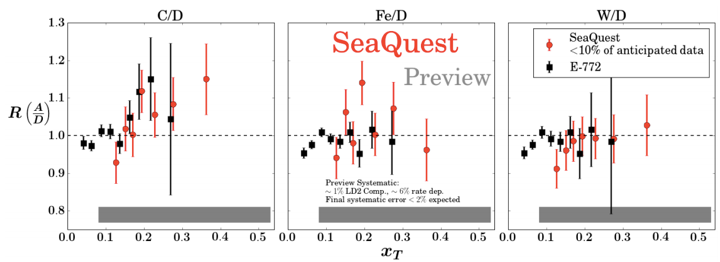 C/D
Fe/D
W/D
1.3
1.2
1.1
R (A/D)
1.0
0.9
0.8
SeaQuest
Preview
Preview Systematic:
~ 1% LD2 Comp., ~ 6% rate dep.
Final systematic error < 2% expected
SeaQuest
<10% of anticipated data
E-772
0.0 0.1 0.2 0.3 0.4 0.5
0.0 0.1 0.2 0.3 0.4 0.5
0.0 0.1 0.2 0.3 0.4 0.5
xT